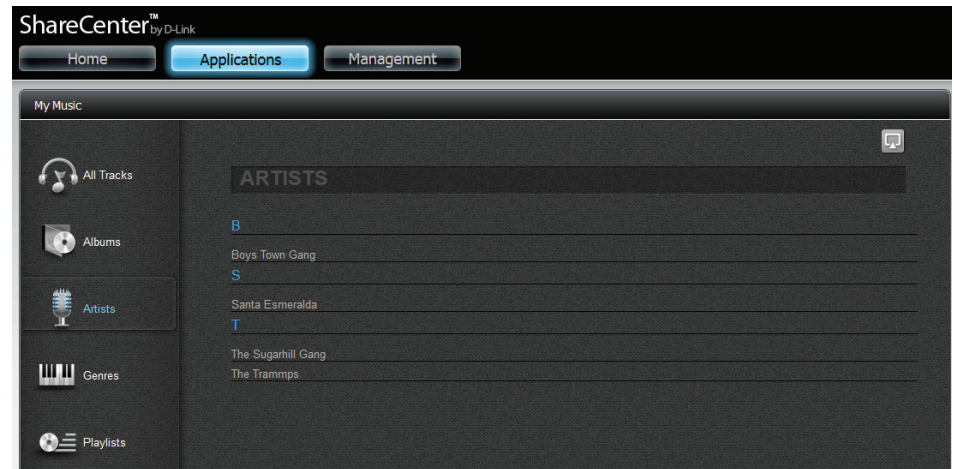 ShareCenter™ by D-Link
Home Applications Management
My Music
All Tracks
Albums
Artists
Genres
Playlists
ARTISTS
B
Boys Town Gang
S
Santa Esmeralda
T
The Sugarhill Gang
The Trammps